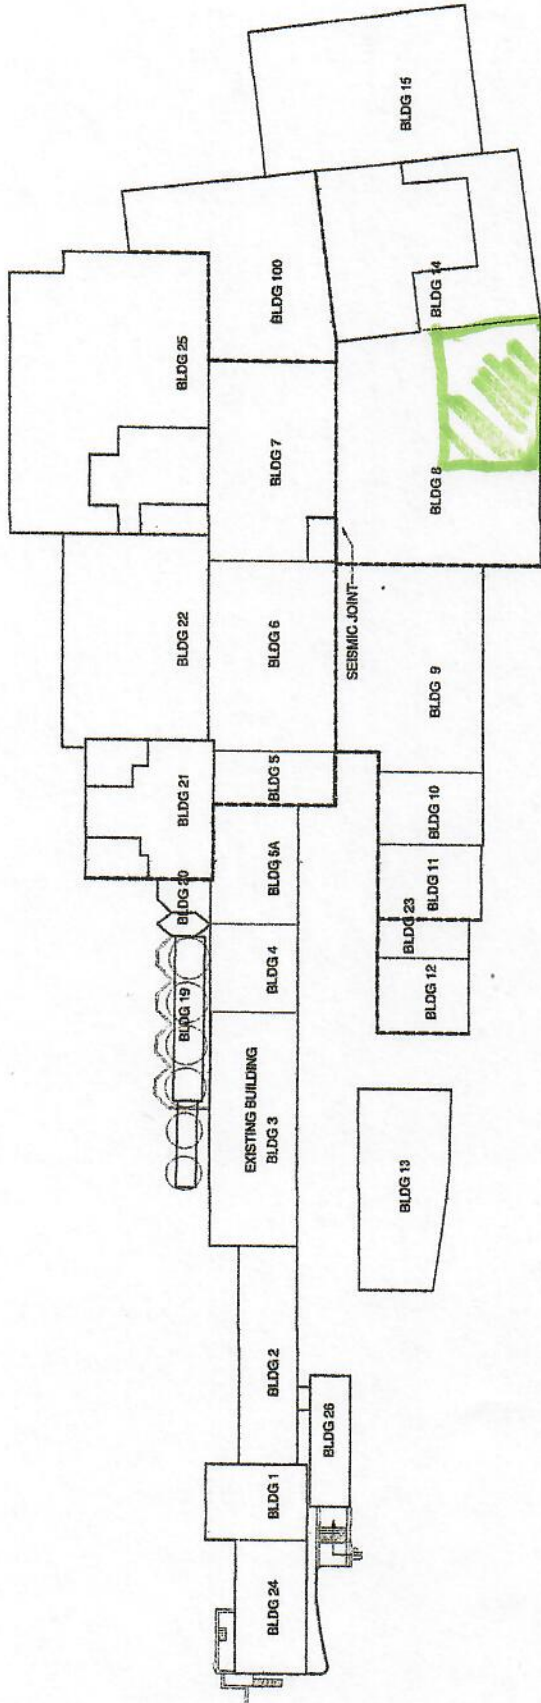 BLDG 15
BLDG 14
BLDG 100
BLDG 25
BLDG 8
BLDG 7
BLDG 22
BLDG 6
SEISMIC JOINT
BLDG 9
BLDG 21
BLDG 5
BLDG 10
BLDG 20
BLDG 5A
BLDG 11
BLDG 23
BLDG 19
BLDG 4
BLDG 12
EXISTING BUILDING
BLDG 3
BLDG 13
BLDG 2
BLDG 26
BLDG 1
UP
BLDG 24